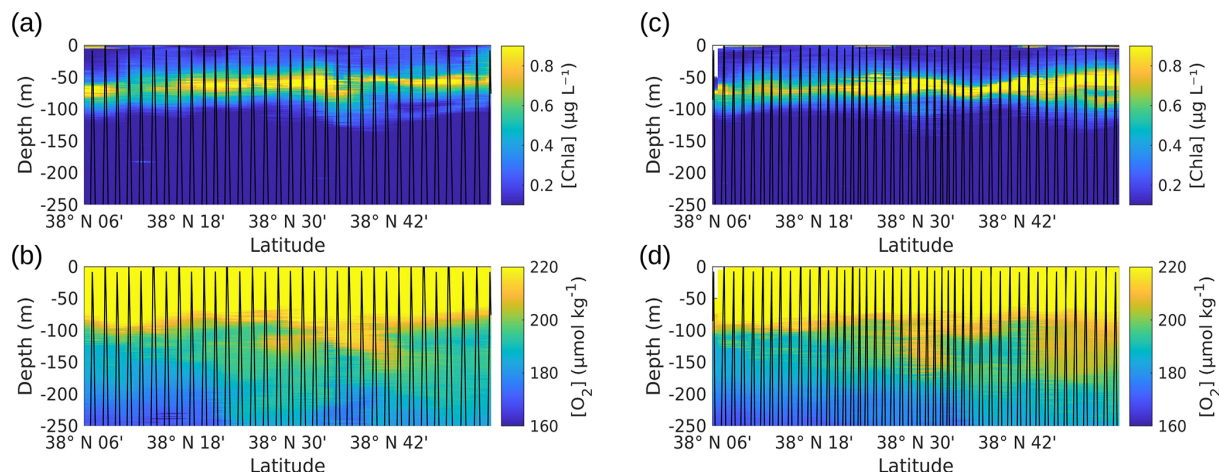 (a)
0
-50
-100
-150
-200
-250
Depth (m)
38° N 06' 38° N 18' 38° N 30' 38° N 42'
Latitude
0.8
0.6
0.4
0.2
[Chla] (µg L⁻¹)
(c)
0
-50
-100
-150
-200
-250
Depth (m)
38° N 06' 38° N 18' 38° N 30' 38° N 42'
Latitude
0.8
0.6
0.4
0.2
[Chla] (µg L⁻¹)
(b)
0
-50
-100
-150
-200
-250
Depth (m)
38° N 06' 38° N 18' 38° N 30' 38° N 42'
Latitude
220
200
180
160
[O₂] (µmol kg⁻¹)
(d)
0
-50
-100
-150
-200
-250
Depth (m)
38° N 06' 38° N 18' 38° N 30' 38° N 42'
Latitude
220
200
180
160
[O₂] (µmol kg⁻¹)